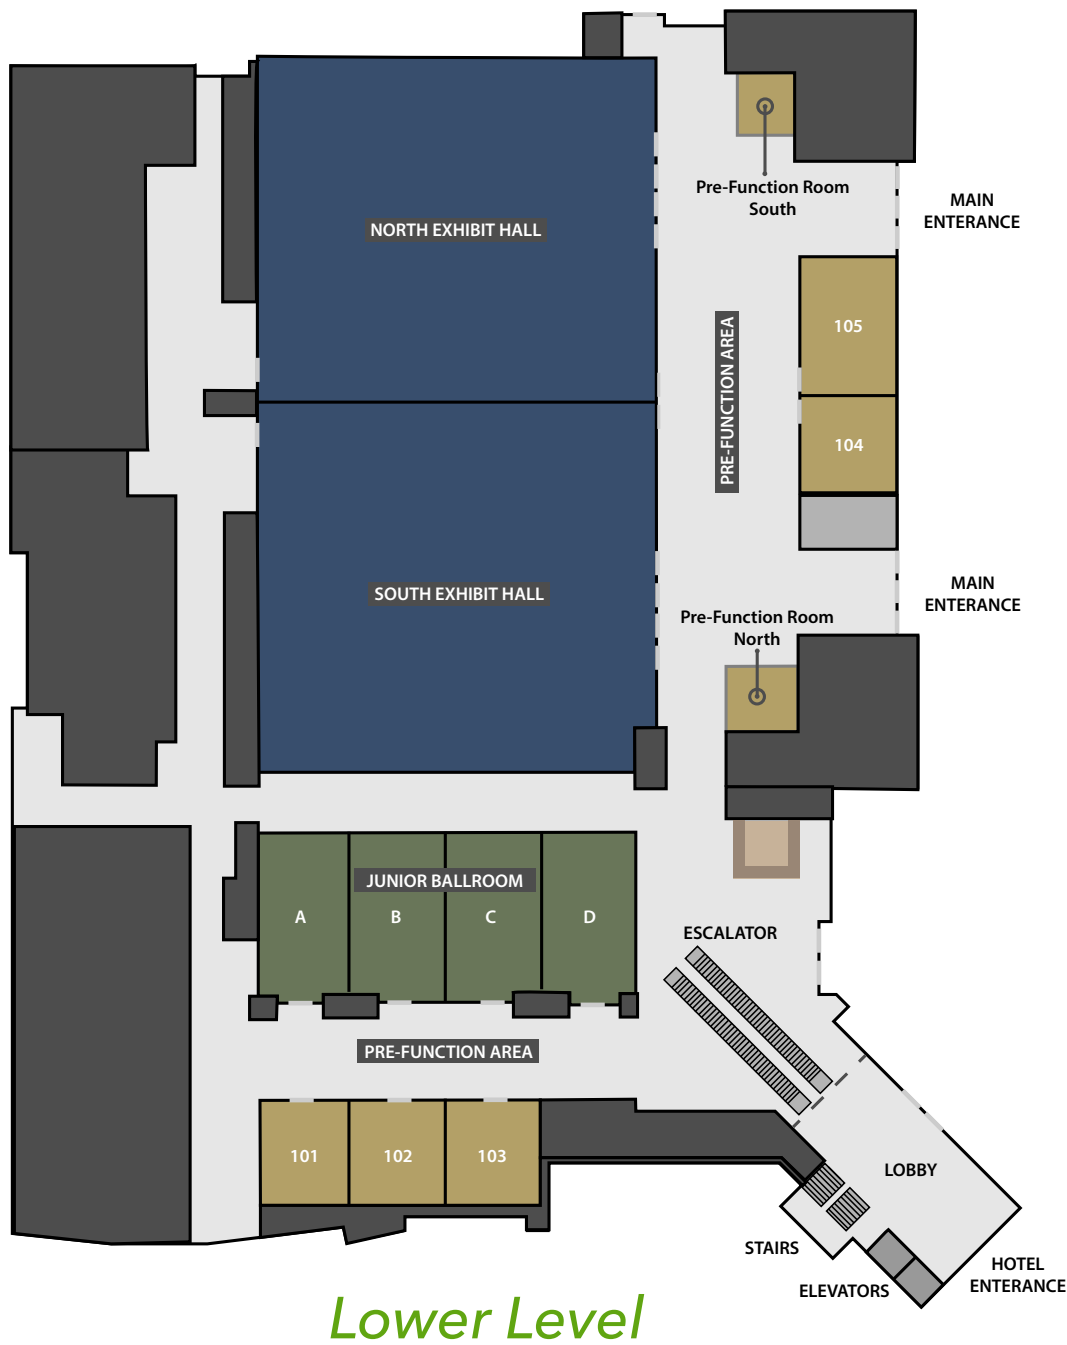 Pre-Function Room
South
MAIN
ENTERANCE
NORTH EXHIBIT HALL
105
PRE-FUNCTION AREA
104
SOUTH EXHIBIT HALL
MAIN
ENTERANCE
Pre-Function Room
North
JUNIOR BALLROOM
A
B
C
D
ESCALATOR
PRE-FUNCTION AREA
101
102
103
LOBBY
STAIRS
ELEVATORS
HOTEL
ENTERANCE
Lower Level